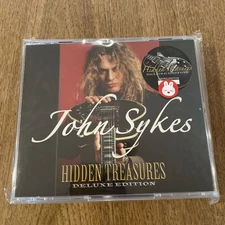 John Sykes
HIDDEN TREASURES
DELUXE EDITION